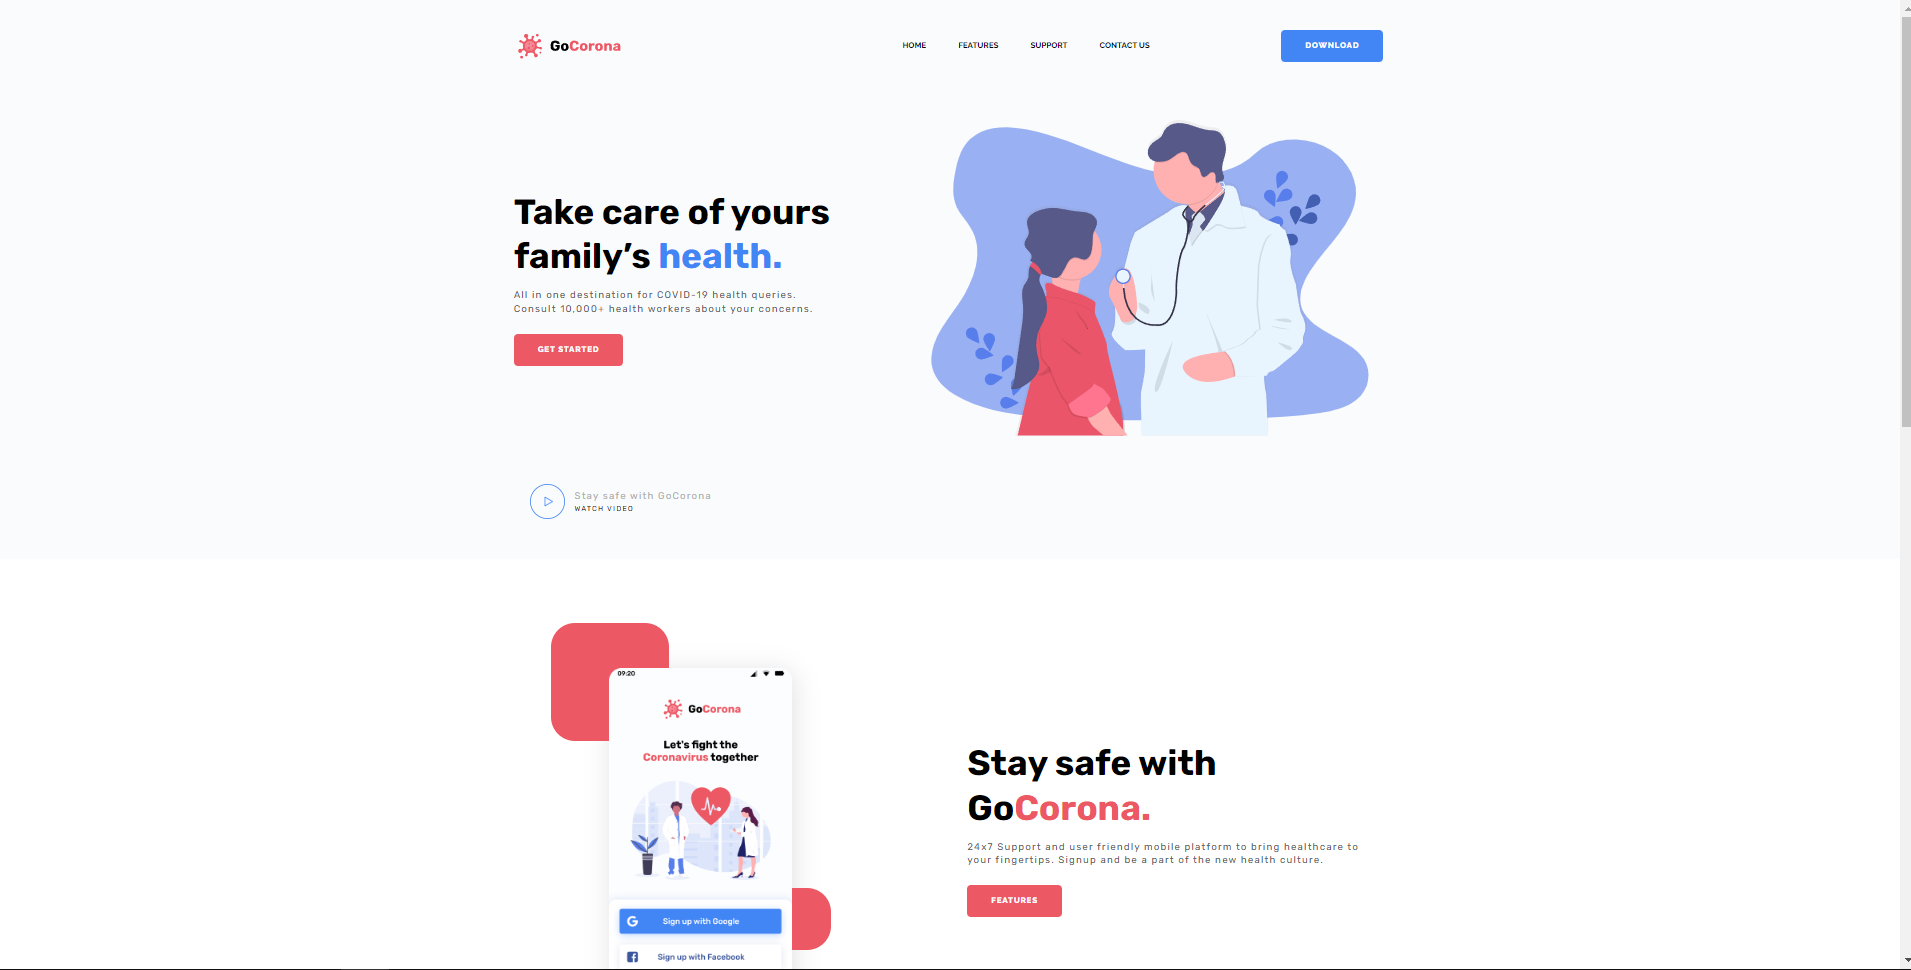 GoCorona
HOME
FEATURES
SUPPORT
CONTACT US
DOWNLOAD
Take care of yours
family’s health.
All in one destination for COVID-19 health queries.
Consult 10,000+ health workers about your concerns.
GET STARTED
Stay safe with GoCorona
WATCH VIDEO
09:20
GoCorona
Let's fight the
Coronavirus together
Sign up with Google
Sign up with Facebook
Stay safe with
GoCorona.
24x7 Support and user friendly mobile platform to bring healthcare to
your fingertips. Signup and be a part of the new health culture.
FEATURES